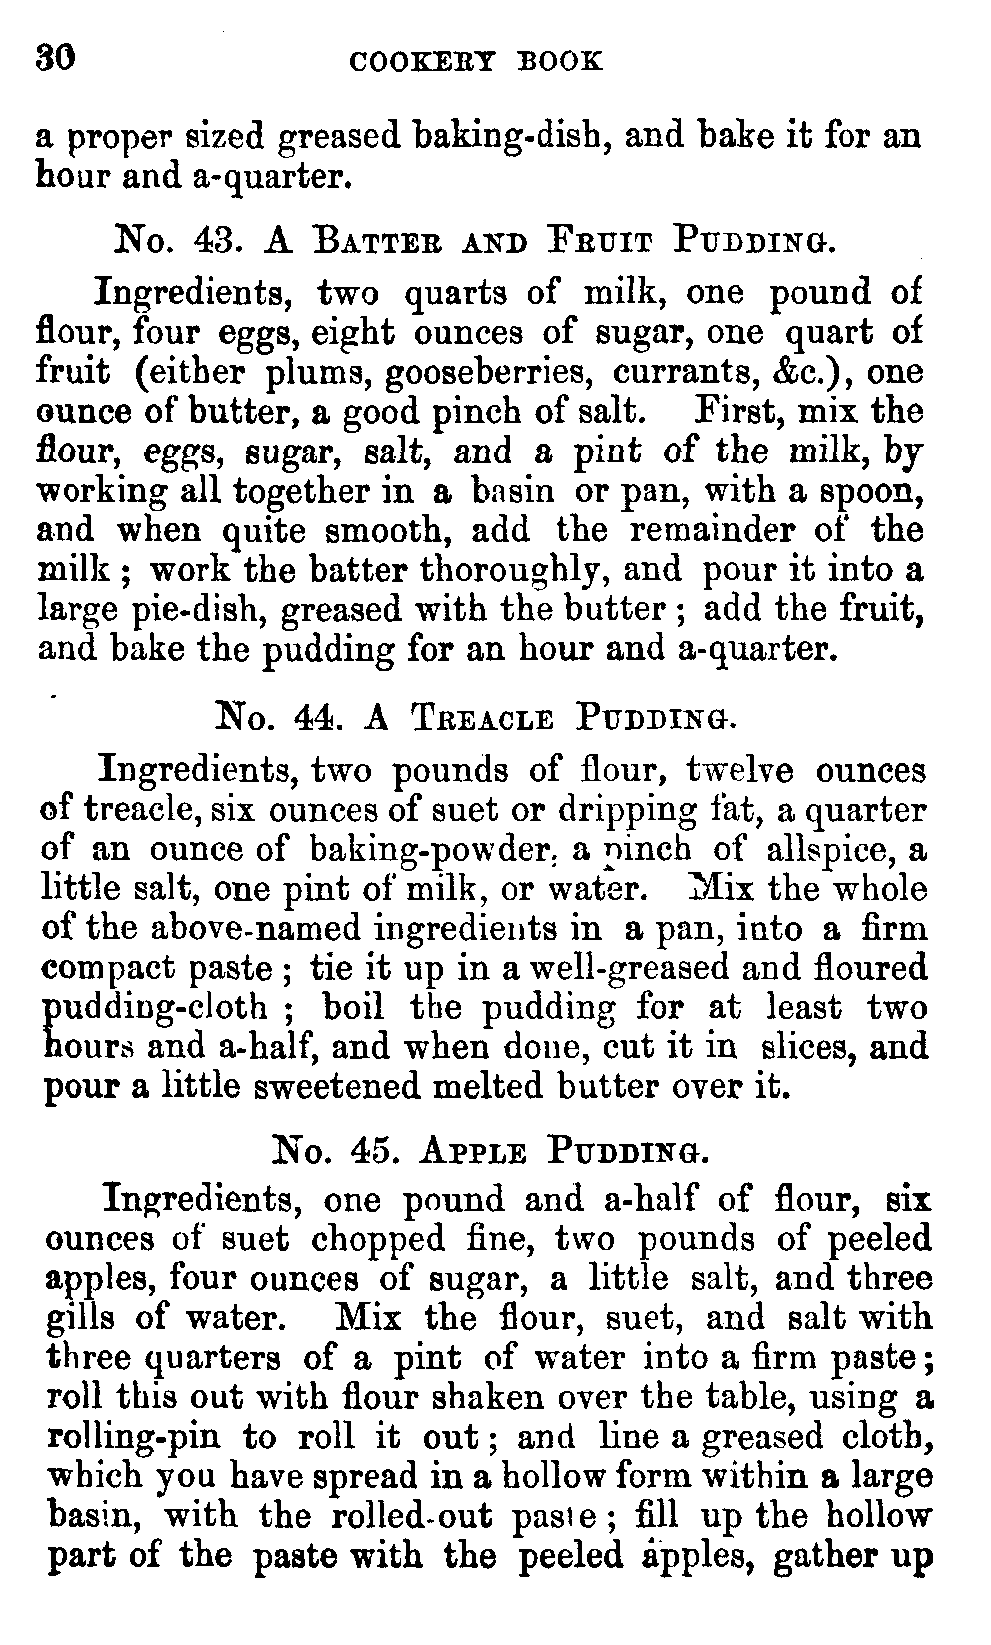 30 COOKERY BOOK
a proper sized greased baking-dish, and bake it for an
hour and a-quarter.
No. 43. A Batter and Fruit Pudding.
Ingredients, two quarts of milk, one pound of
flour, four eggs, eight ounces of sugar, one quart of
fruit (either plums, gooseberries, currants, &c.), one
ounce of butter, a good pinch of salt. First, mix the
flour, eggs, sugar, salt, and a pint of the milk, by
working all together in a basin or pan, with a spoon,
and when quite smooth, add the remainder of the
milk ; work the batter thoroughly, and pour it into a
large pie-dish, greased with the butter ; add the fruit,
and bake the pudding for an hour and a-quarter.
No. 44. A Treacle Pudding.
Ingredients, two pounds of flour, twelve ounces
of treacle, six ounces of suet or dripping fat, a quarter
of an ounce of baking-powder, a pinch of allspice, a
little salt, one pint of milk, or water. Mix the whole
of the above-named ingredients in a pan, into a firm
compact paste ; tie it up in a well-greased and floured
pudding-cloth ; boil the pudding for at least two
hours and a-half, and when done, cut it in slices, and
pour a little sweetened melted butter over it.
No. 45. Apple Pudding.
Ingredients, one pound and a-half of flour, six
ounces of suet chopped fine, two pounds of peeled
apples, four ounces of sugar, a little salt, and three
gills of water. Mix the flour, suet, and salt with
three quarters of a pint of water into a firm paste ;
roll this out with flour shaken over the table, using a
rolling-pin to roll it out ; and line a greased cloth,
which you have spread in a hollow form within a large
basin, with the rolled-out paste ; fill up the hollow
part of the paste with the peeled apples, gather up